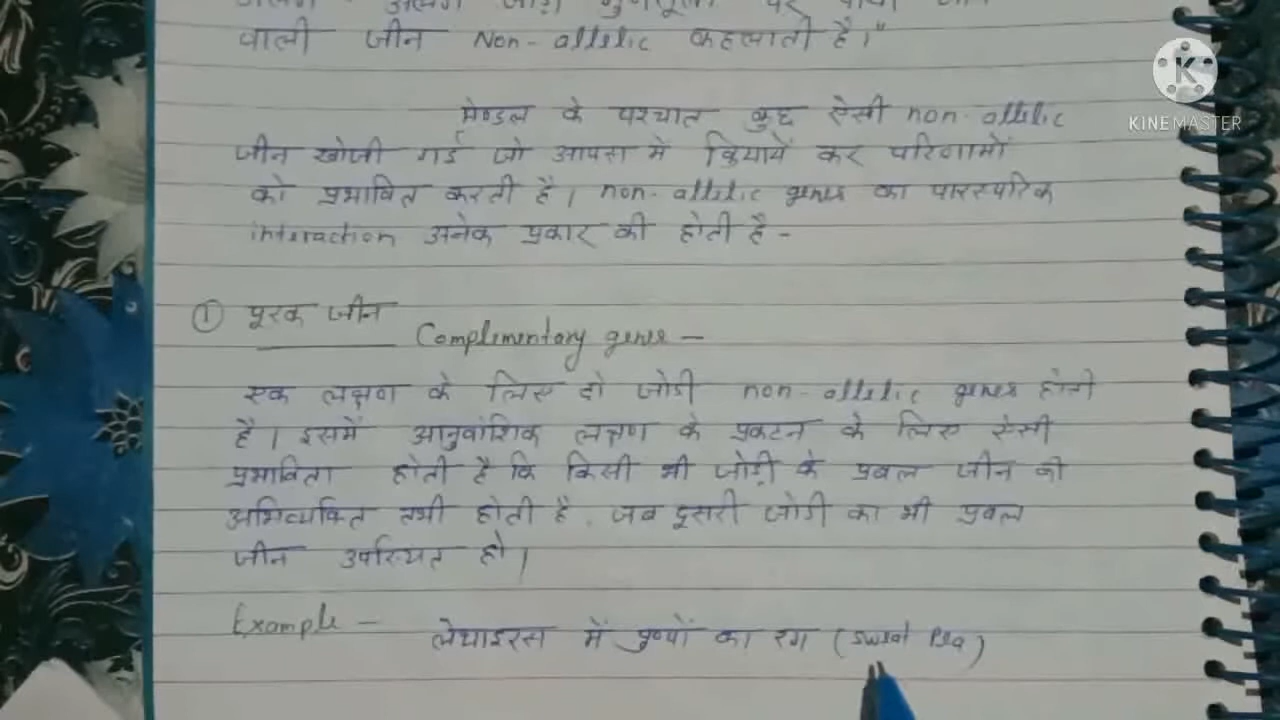 वाली जीन Non-allelic कहलाती है।"
मेण्डल के पश्चात कुछ ऐसी non-allelic
जीन खोजी गई जो आपस मे क्रियायें कर परिणामों
को प्रभावित करती है। non-allelic genes का पारस्परिक
interaction अनेक प्रकार की होती है -
① पूरक जीन
Complimentory genes -
एक लक्षण के लिए दो जोडी non-allelic genes होती
है। इसमें आनुवांशिक लक्षण के प्रकटन के लिए ऐसी
प्रभाविता होती है कि किसी भी जोड़ी के प्रबल जीन की
अभिव्यक्ति तभी होती है, जब दूसरी जोडी का भी प्रबल
जीन उपस्थित हो।
Example - लेथाइरस में पुष्पों का रंग (Sweat Pea)
KINEMASTER